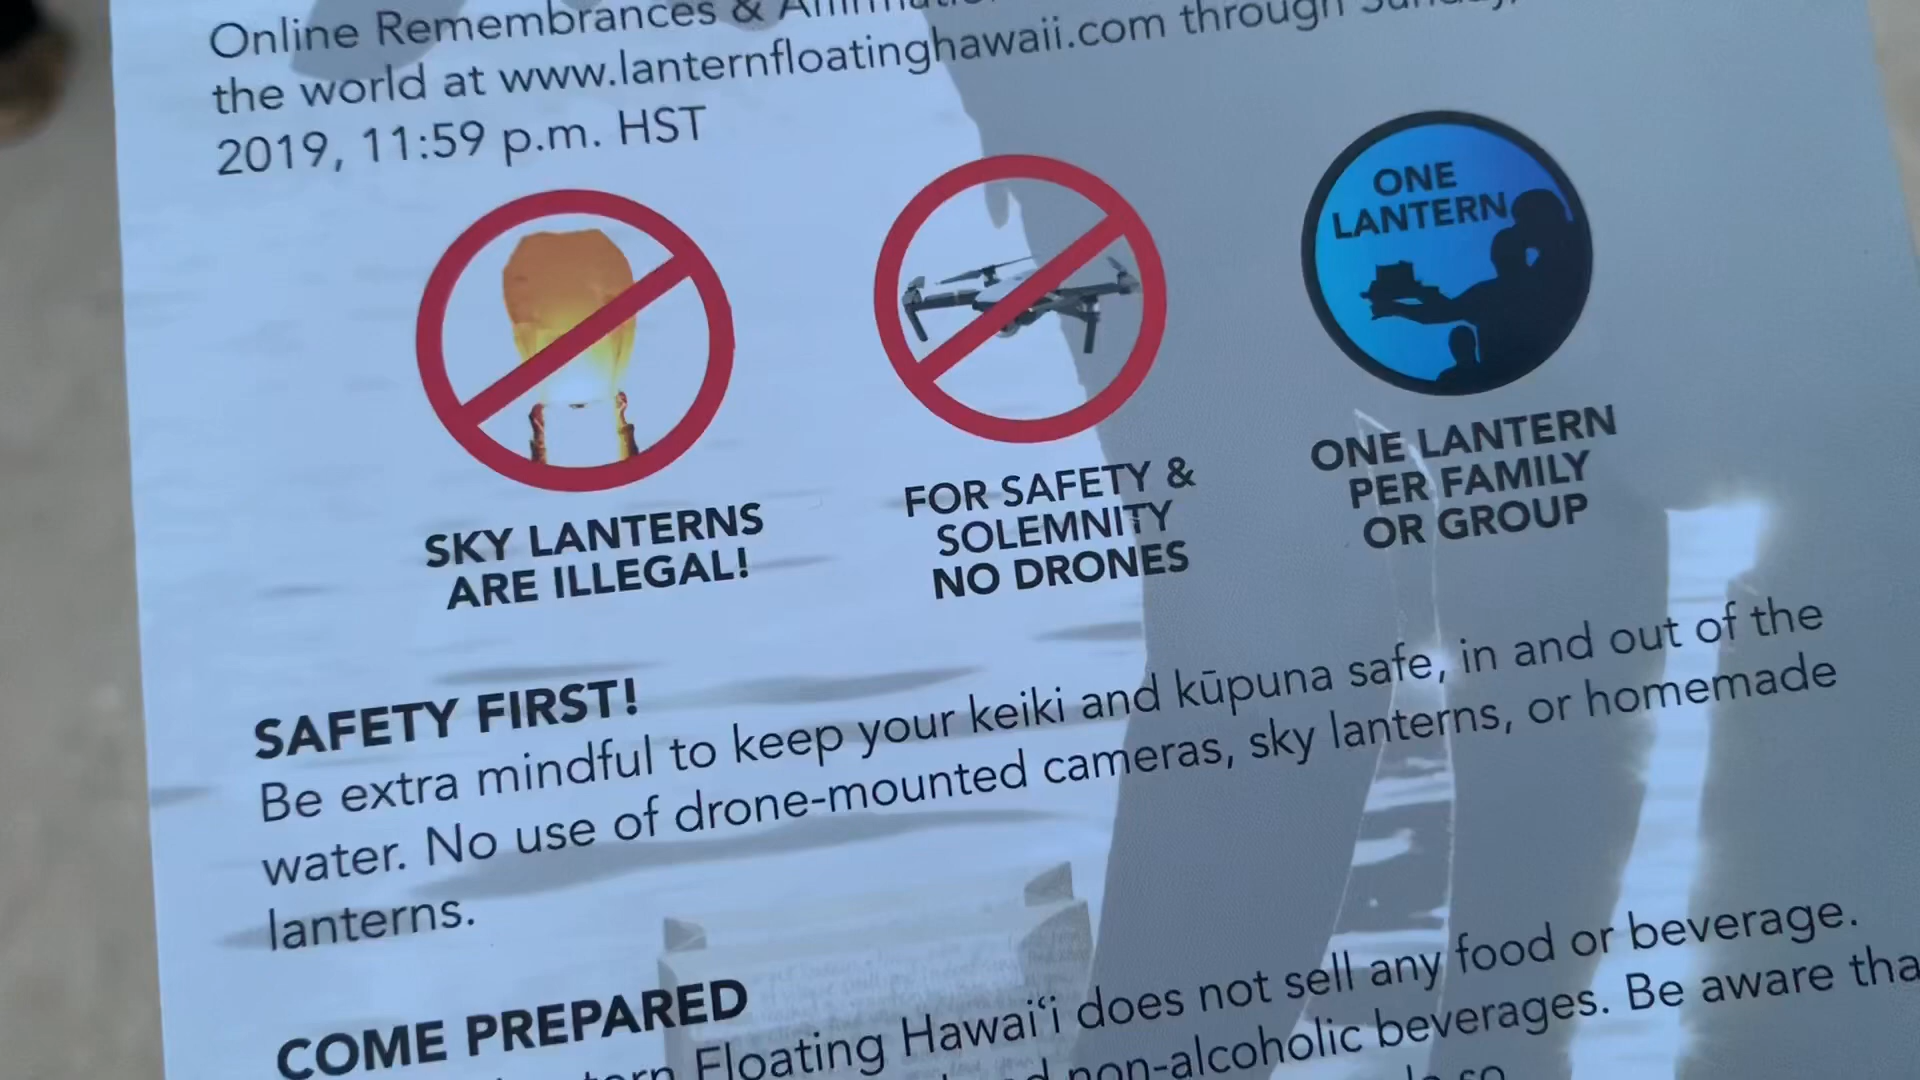 Online Remembrances &
the world at www.lanternfloatinghawaii.com through Sunday,
2019, 11:59 p.m. HST
ONE
LANTERN
SKY LANTERNS
ARE ILLEGAL!
FOR SAFETY &
SOLEMNITY
NO DRONES
ONE LANTERN
PER FAMILY
OR GROUP
SAFETY FIRST!
Be extra mindful to keep your keiki and kūpuna safe, in and out of the
water. No use of drone-mounted cameras, sky lanterns, or homemade
lanterns.
COME PREPARED
Floating Hawaiʻi does not sell any food or beverage.
non-alcoholic beverages. Be aware